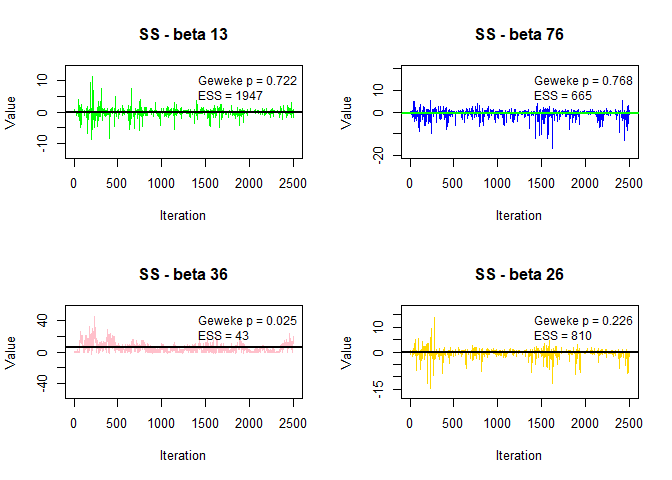 SS - beta 13
Value
10
0
-10
Geweke p = 0.722
ESS = 1947
0 500 1000 1500 2000 2500
Iteration
SS - beta 76
Value
10
0
-20
Geweke p = 0.768
ESS = 665
0 500 1000 1500 2000 2500
Iteration
SS - beta 36
Value
40
0
-40
Geweke p = 0.025
ESS = 43
0 500 1000 1500 2000 2500
Iteration
SS - beta 26
Value
10
0
-15
Geweke p = 0.226
ESS = 810
0 500 1000 1500 2000 2500
Iteration